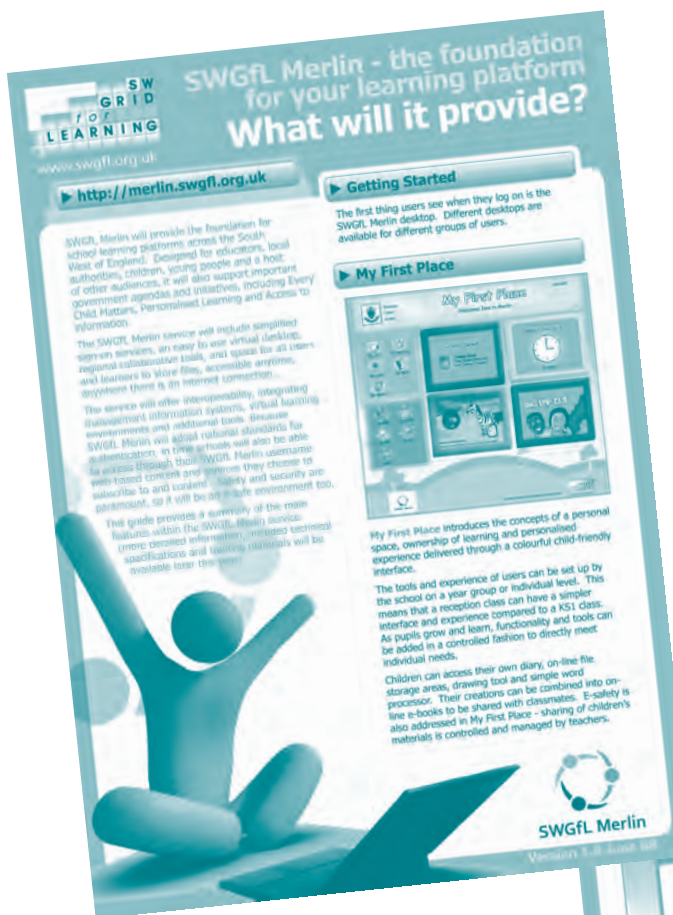 SW
GRID
for
LEARNING
www.swgfl.org.uk
SWGfL Merlin - the foundation
for your learning platform
What will it provide?
http://merlin.swgfl.org.uk
SWGfL Merlin will provide the foundation for
school learning platforms across the South
West of England. Designed for educators, local
authorities, children, young people and a host
of other audiences, it will also support important
government agendas and initiatives, including Every
Child Matters, Personalised Learning and Access to
Information.
The SWGfL Merlin service will include simplified
sign-on services, an easy to use virtual desktop,
regional collaborative tools, and space for all users
and learners to store files, accessible anytime,
anywhere there is an internet connection.
The service will offer interoperability, integrating
management information systems, virtual learning
environments and additional tools. Because
SWGfL Merlin will adopt national standards for
authentication, in time schools will also be able
to access through their SWGfL Merlin username
web-based content and services they choose to
subscribe to and content. Safety and security are
paramount, so it will be an e-safe environment too.
This guide provides a summary of the main
features within the SWGfL Merlin service
(more detailed information, included technical
specifications and training materials will be
available later this year).
Getting Started
The first thing users see when they log on is the
SWGfL Merlin desktop. Different desktops are
available for different groups of users.
My First Place
My First Place
Welcome back to Merlin
My First Place introduces the concepts of a personal
space, ownership of learning and personalised
experience delivered through a colourful child-friendly
interface.
The tools and experience of users can be set up by
the school on a year group or individual level. This
means that a reception class can have a simpler
interface and experience compared to a KS1 class.
As pupils grow and learn, functionality and tools can
be added in a controlled fashion to directly meet
individual needs.
Children can access their own diary, on-line file
storage areas, drawing tool and simple word
processor. Their creations can be combined into on-
line e-books to be shared with classmates. E-safety is
also addressed in My First Place - sharing of children's
materials is controlled and managed by teachers.
SWGfL Merlin
Version 1.0 June 08